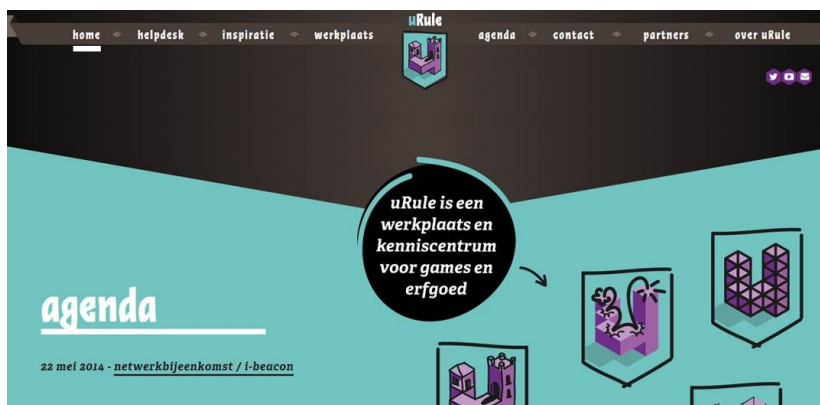 uRule
home helpdesk inspiratie werkplaats agenda contact partners over uRule
uRule is een
werkplaats en
kenniscentrum
voor games en
erfgoed
agenda
22 mei 2014 - netwerkbijeenkomst / i-beacon